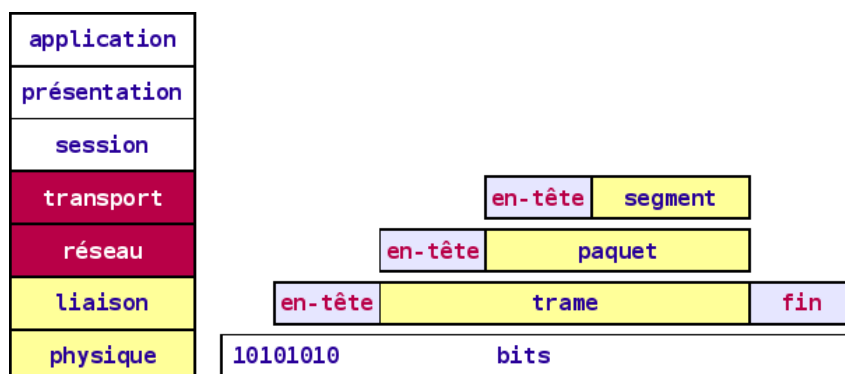 application
présentation
session
transport en-tête segment
réseau en-tête paquet
liaison en-tête trame fin
physique 10101010 bits